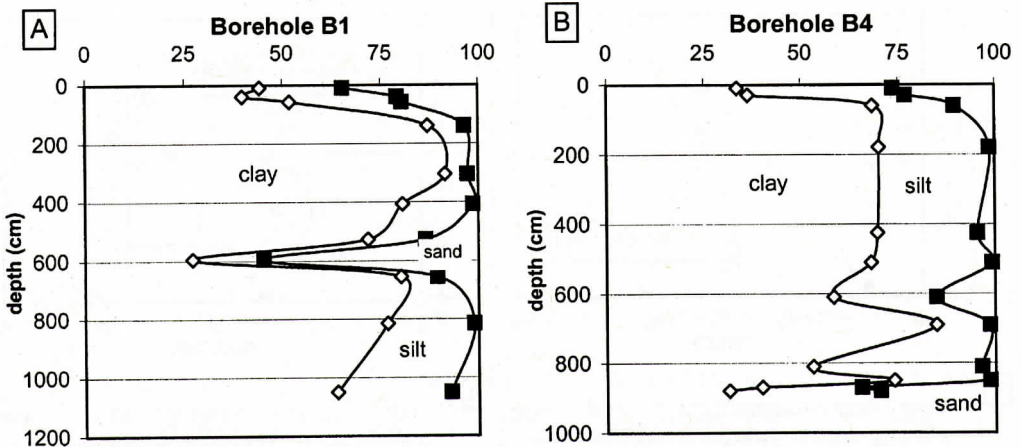 A
Borehole B1
0 25 50 75 100
0
200
400
600
800
1000
1200
depth (cm)
clay
sand
silt
B
Borehole B4
0 25 50 75 100
0
200
400
600
800
1000
depth (cm)
clay
silt
sand